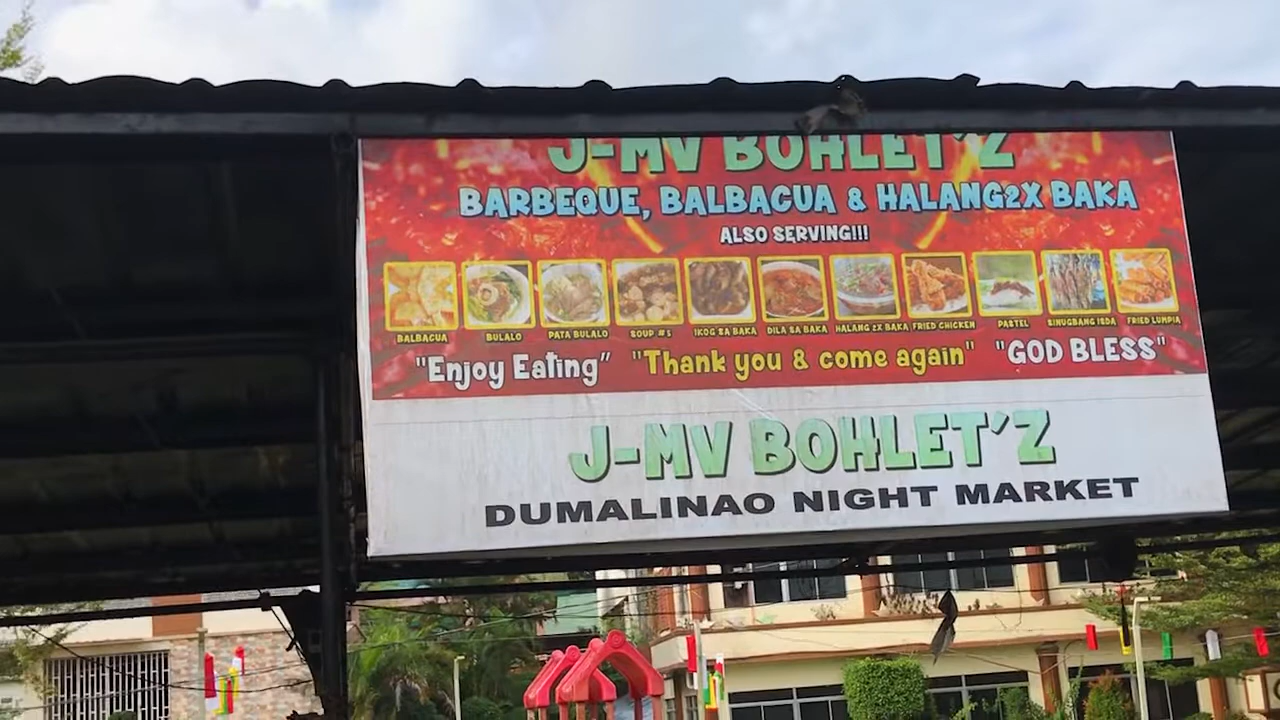 J-MV BOHLET'Z
BARBEQUE, BALBACUA & HALANG2X BAKA
ALSO SERVING!!!
BALBACUA BULALO PATA BULALO SOUP #5 IKOG SA BAKA DILA SA BAKA HALANG 2X BAKA FRIED CHICKEN PASTEL SINUGBANG ISDA FRIED LUMPIA
"Enjoy Eating" "Thank you & come again" "GOD BLESS"
J-MV BOHLET'Z
DUMALINAO NIGHT MARKET